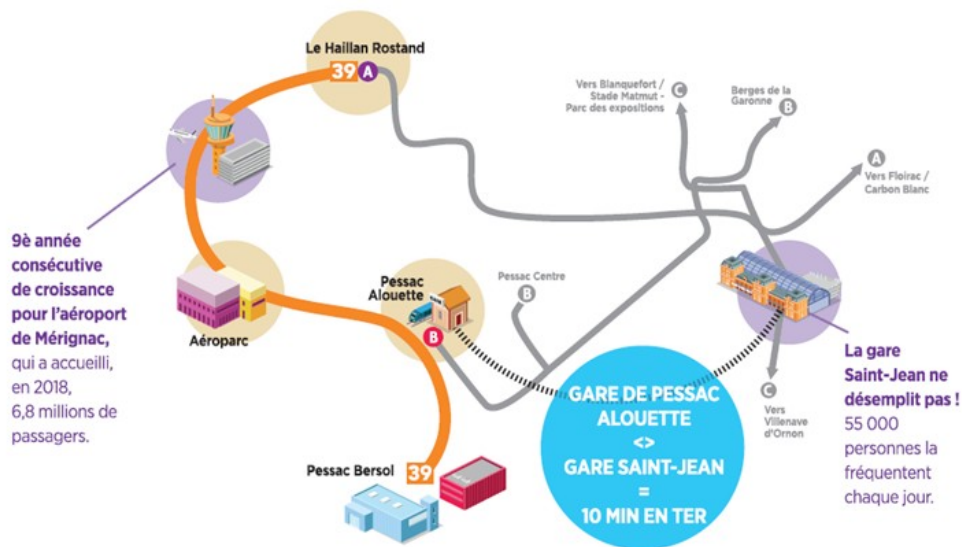 Le Haillan Rostand
39 A
Vers Blanquefort /
Stade Matmut -
Parc des expositions
C
Berges de la
Garonne
B
A
Vers Floirac /
Carbon Blanc
9è année
consécutive
de croissance
pour l'aéroport
de Mérignac,
qui a accueilli,
en 2018,
6,8 millions de
passagers.
Aéroparc
Pessac
Alouette
B
Pessac Centre
B
La gare
Saint-Jean ne
désemplit pas !
55 000
personnes la
fréquentent
chaque jour.
C
Vers
Villenave
d'Ornon
GARE DE PESSAC
ALOUETTE
<>
GARE SAINT-JEAN
=
10 MIN EN TER
Pessac Bersol 39